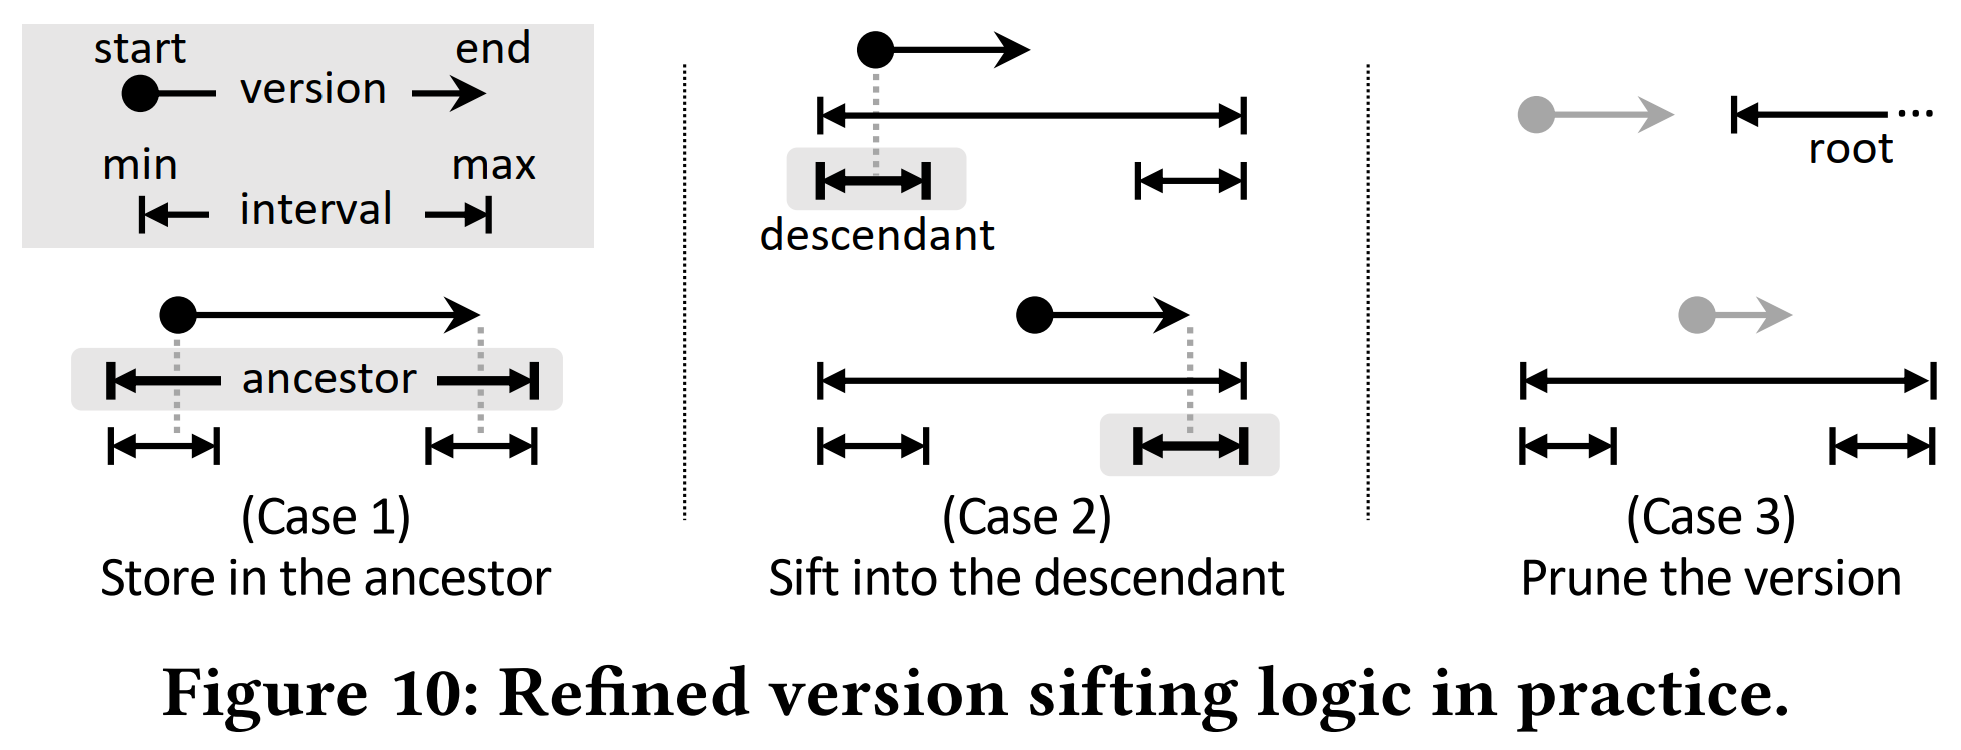 start end
version
min max
interval
ancestor
(Case 1)
Store in the ancestor
descendant
(Case 2)
Sift into the descendant
root
(Case 3)
Prune the version
Figure 10: Refined version sifting logic in practice.